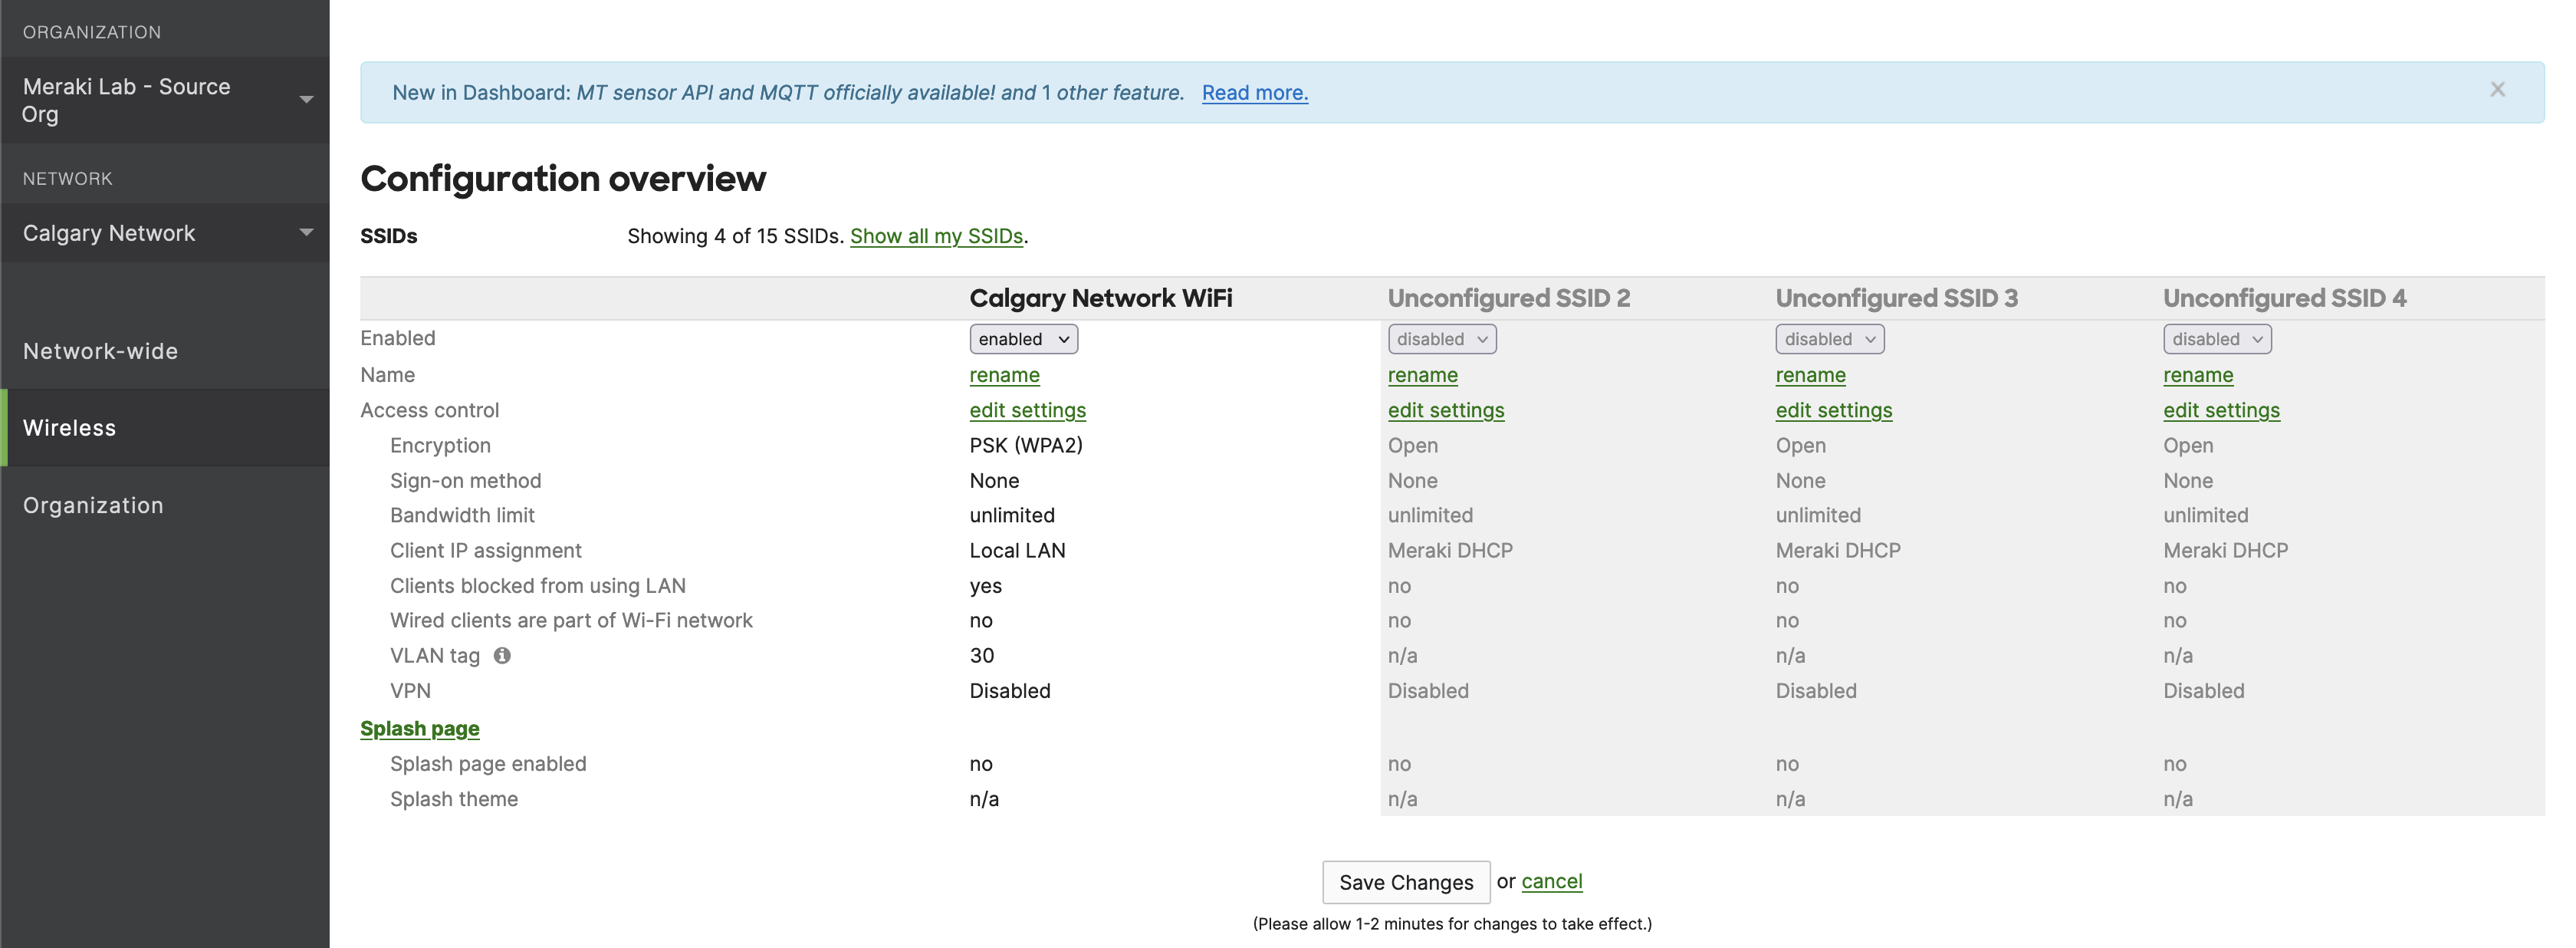 ORGANIZATION
Meraki Lab - Source
Org
NETWORK
Calgary Network
Network-wide
Wireless
Organization
New in Dashboard: MT sensor API and MQTT officially available! and 1 other feature. Read more.
×
Configuration overview
SSIDs Showing 4 of 15 SSIDs. Show all my SSIDs.
Calgary Network WiFi Unconfigured SSID 2 Unconfigured SSID 3 Unconfigured SSID 4
Enabled enabled disabled disabled disabled
Name rename rename rename rename
Access control edit settings edit settings edit settings edit settings
Encryption PSK (WPA2) Open Open Open
Sign-on method None None None None
Bandwidth limit unlimited unlimited unlimited unlimited
Client IP assignment Local LAN Meraki DHCP Meraki DHCP Meraki DHCP
Clients blocked from using LAN yes no no no
Wired clients are part of Wi-Fi network no no no no
VLAN tag 30 n/a n/a n/a
VPN Disabled Disabled Disabled Disabled
Splash page
Splash page enabled no no no no
Splash theme n/a n/a n/a n/a
Save Changes or cancel
(Please allow 1-2 minutes for changes to take effect.)